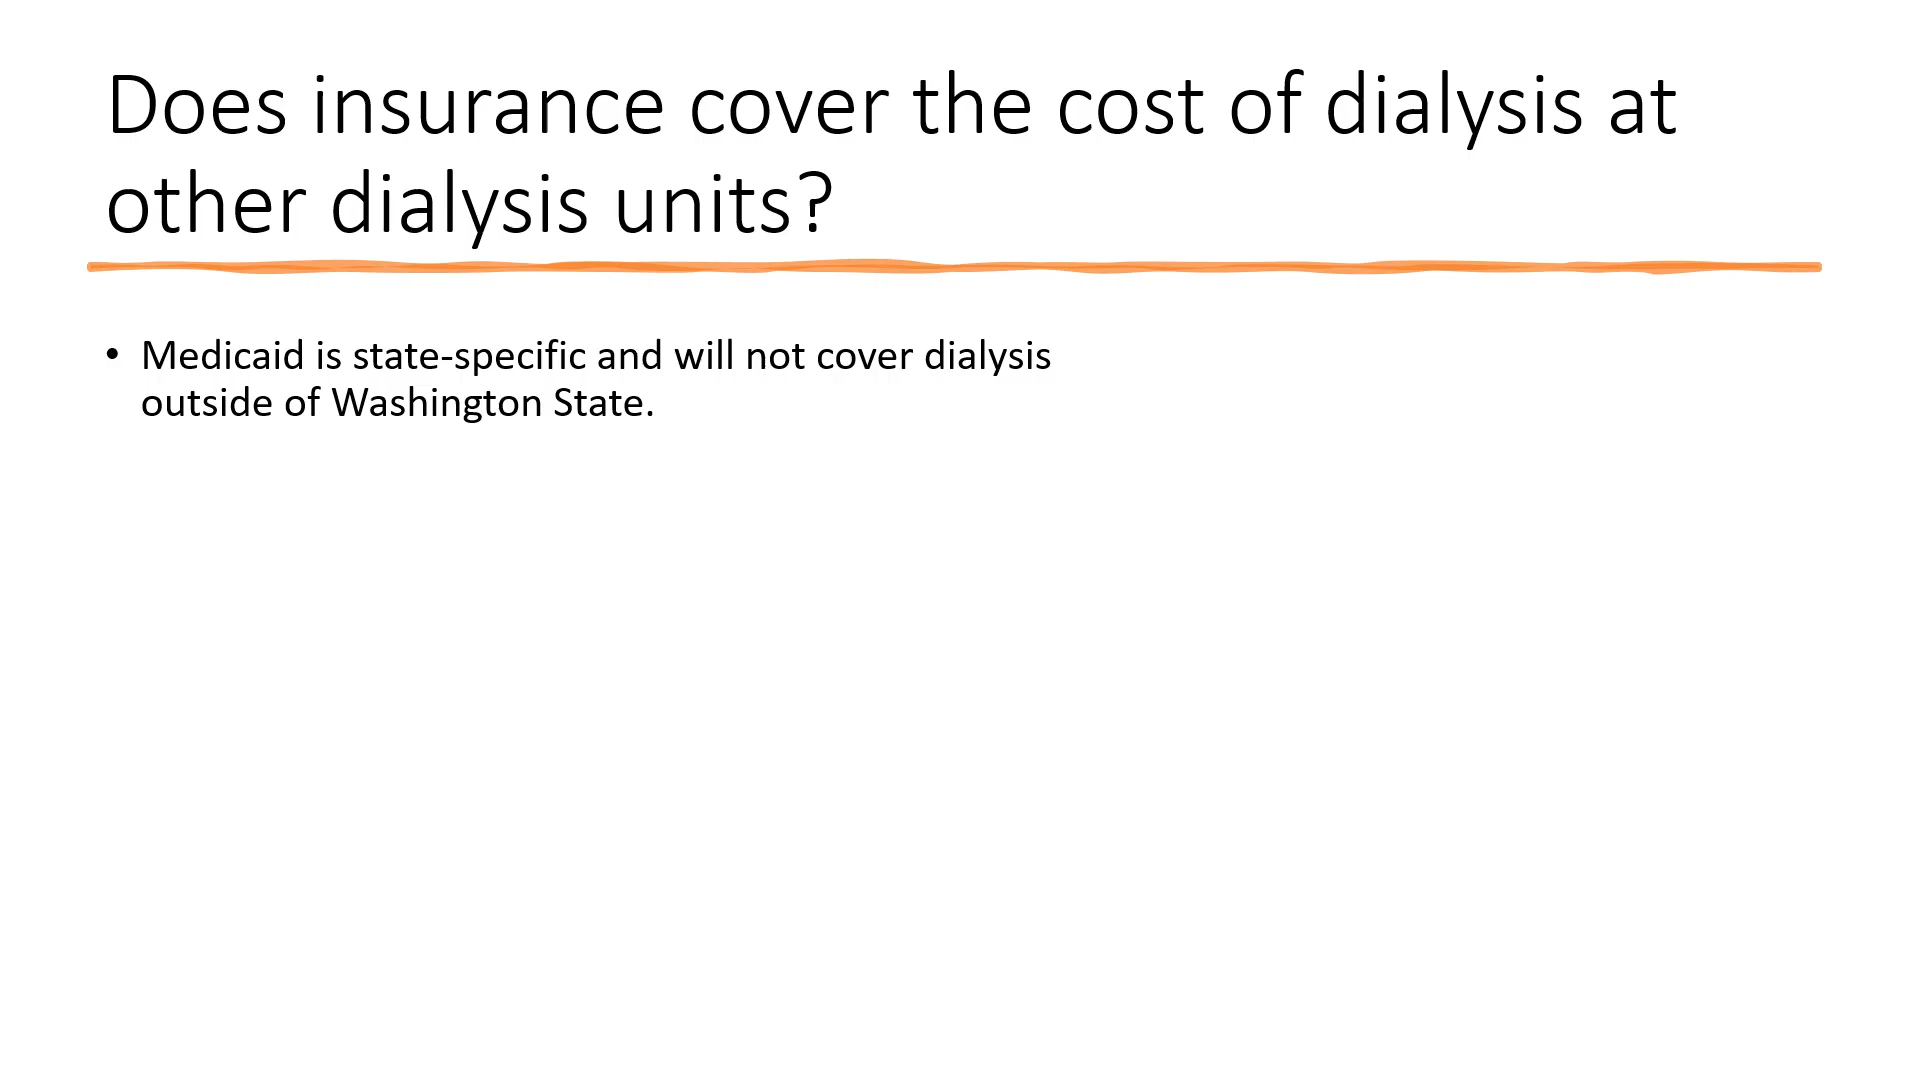 Does insurance cover the cost of dialysis at
other dialysis units?
• Medicaid is state-specific and will not cover dialysis
outside of Washington State.